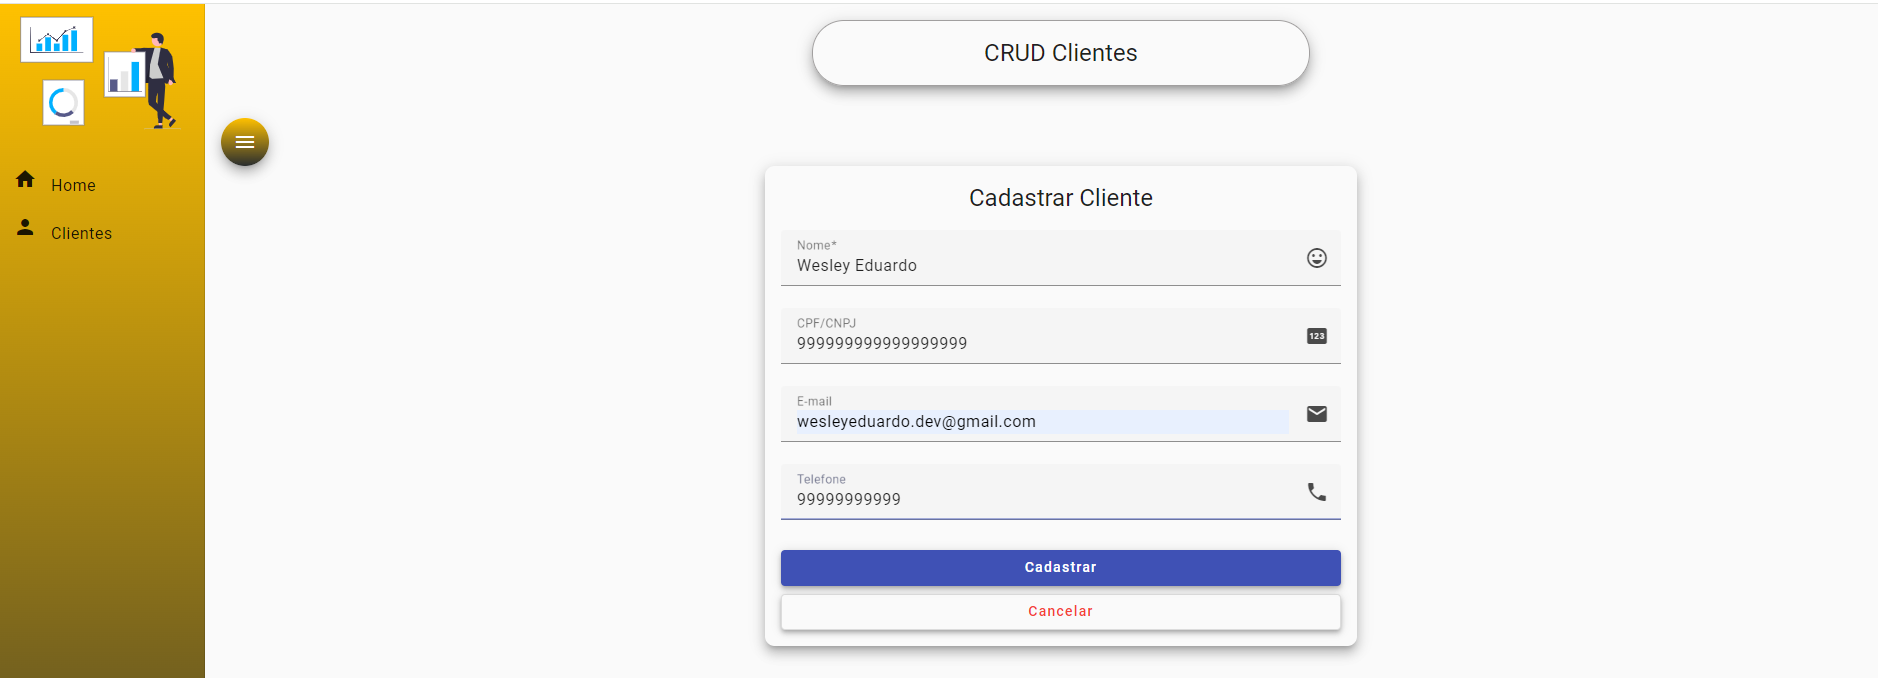 CRUD Clientes
Home
Clientes
Cadastrar Cliente
Nome*
Wesley Eduardo
CPF/CNPJ
999999999999999999
123
E-mail
wesleyeduardo.dev@gmail.com
Telefone
99999999999
Cadastrar
Cancelar